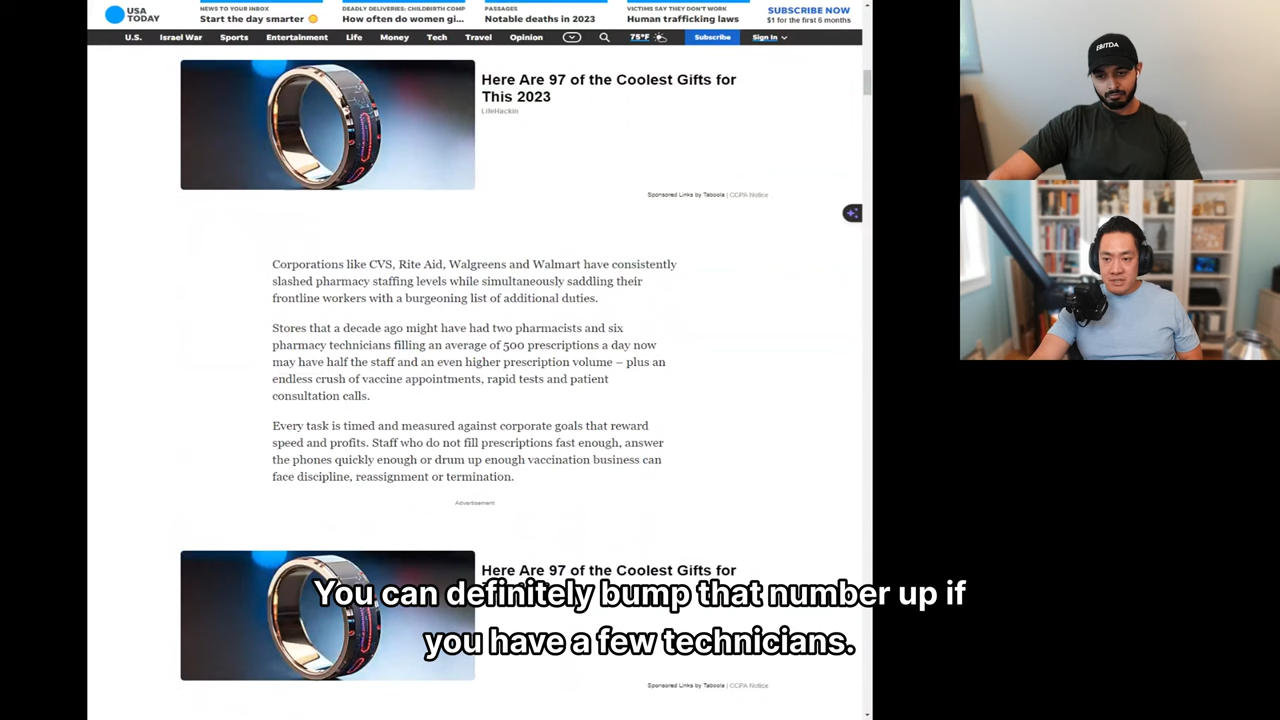 USA
TODAY
NEWS TO YOUR INBOX
Start the day smarter
DEADLY DELIVERIES: CHILDBIRTH COMP
How often do women gi...
PASSAGES
Notable deaths in 2023
VICTIMS SAY THEY DON'T WORK
Human trafficking laws
SUBSCRIBE NOW
$1 for the first 6 months
U.S. Israel War Sports Entertainment Life Money Tech Travel Opinion 75°F Subscribe Sign In
EBITDA
Here Are 97 of the Coolest Gifts for
This 2023
LifeHackin
Sponsored Links by Taboola | CCPA Notice
Corporations like CVS, Rite Aid, Walgreens and Walmart have consistently
slashed pharmacy staffing levels while simultaneously saddling their
frontline workers with a burgeoning list of additional duties.
Stores that a decade ago might have had two pharmacists and six
pharmacy technicians filling an average of 500 prescriptions a day now
may have half the staff and an even higher prescription volume – plus an
endless crush of vaccine appointments, rapid tests and patient
consultation calls.
Every task is timed and measured against corporate goals that reward
speed and profits. Staff who do not fill prescriptions fast enough, answer
the phones quickly enough or drum up enough vaccination business can
face discipline, reassignment or termination.
Advertisement
Here Are 97 of the Coolest Gifts for
You can definitely bump that number up if
you have a few technicians.
Sponsored Links by Taboola | CCPA Notice